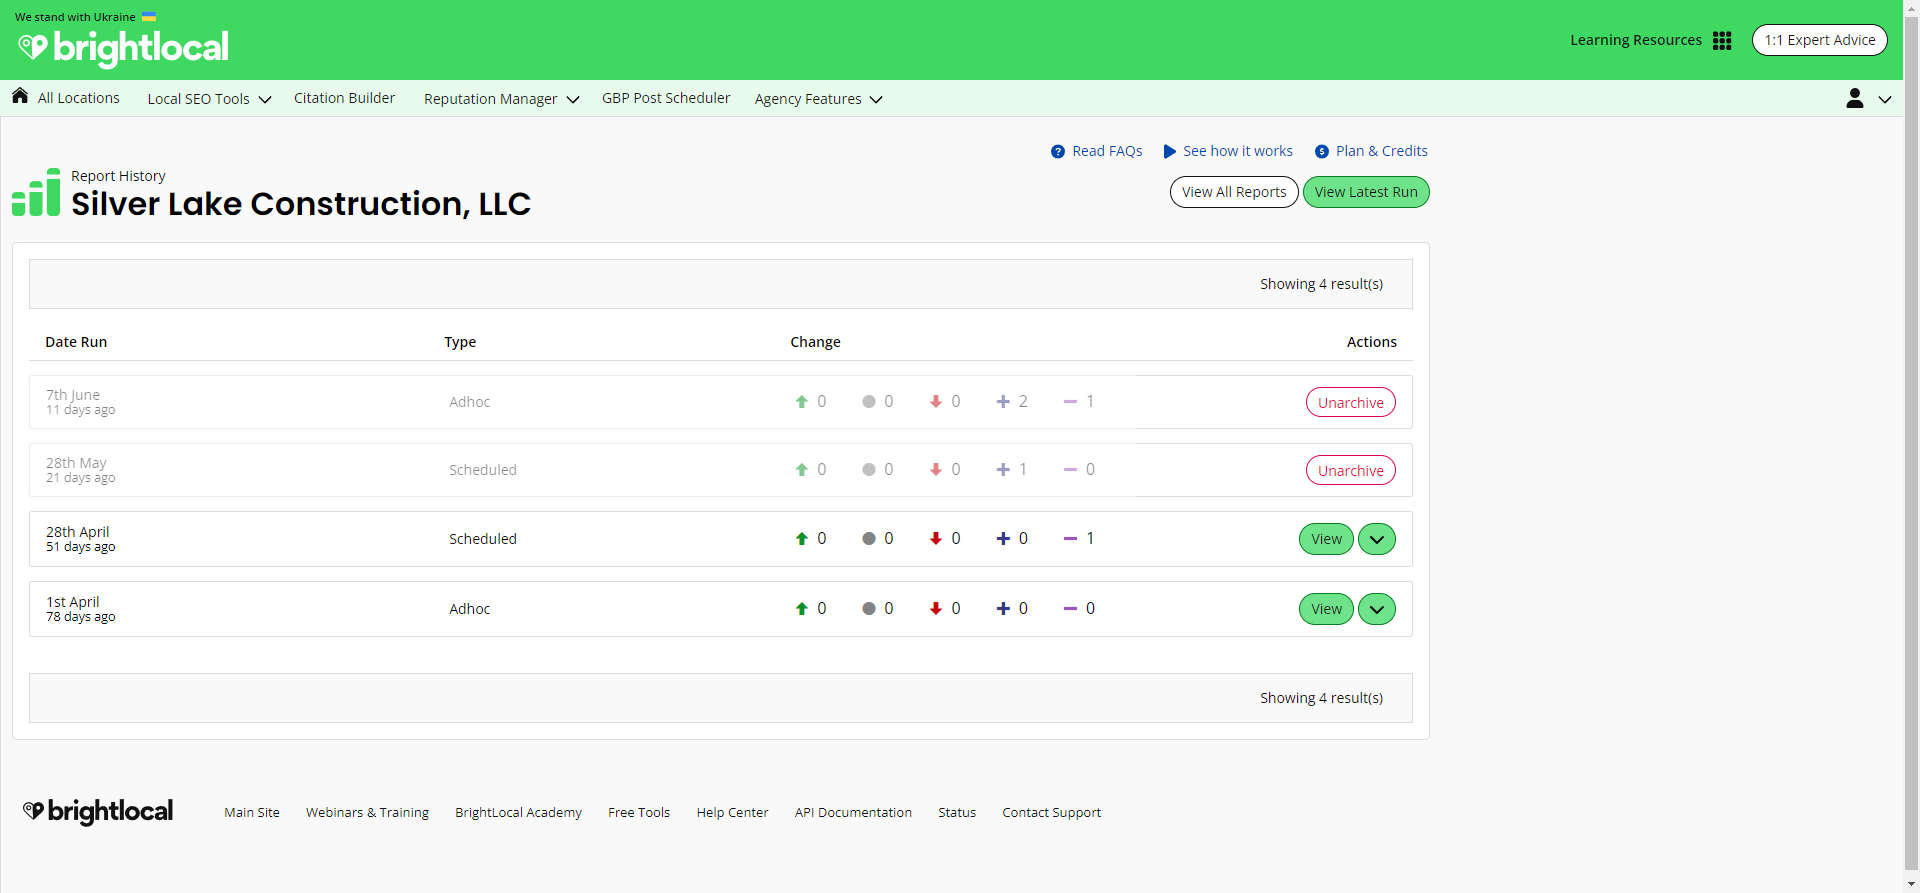 We stand with Ukraine
brightlocal
Learning Resources
1:1 Expert Advice
All Locations
Local SEO Tools
Citation Builder
Reputation Manager
GBP Post Scheduler
Agency Features
Read FAQs
See how it works
Plan & Credits
Report History
Silver Lake Construction, LLC
View All Reports
View Latest Run
Showing 4 result(s)
Date Run Type Change Actions
7th June
11 days ago
Adhoc 0 0 0 2 1 Unarchive
28th May
21 days ago
Scheduled 0 0 0 1 0 Unarchive
28th April
51 days ago
Scheduled 0 0 0 0 1 View
1st April
78 days ago
Adhoc 0 0 0 0 0 View
Showing 4 result(s)
brightlocal
Main Site
Webinars & Training
BrightLocal Academy
Free Tools
Help Center
API Documentation
Status
Contact Support